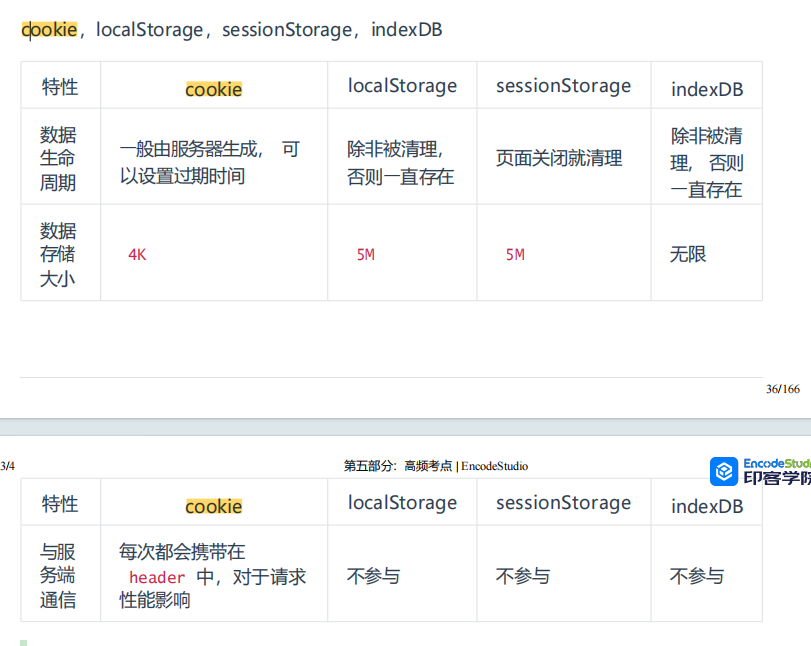 cookie，localStorage，sessionStorage，indexDB
特性 cookie localStorage sessionStorage indexDB
数据
生命
周期
一般由服务器生成， 可
以设置过期时间
除非被清理，
否则一直存在
页面关闭就清理
除非被清
理， 否则
一直存在
数据
存储
大小
4K
5M
5M
无限
36/166
3/4
第五部分：高频考点 | EncodeStudio
EncodeStud
印客学院
特性 cookie localStorage sessionStorage indexDB
与服
务端
通信
每次都会携带在
header 中，对于请求
性能影响
不参与
不参与
不参与